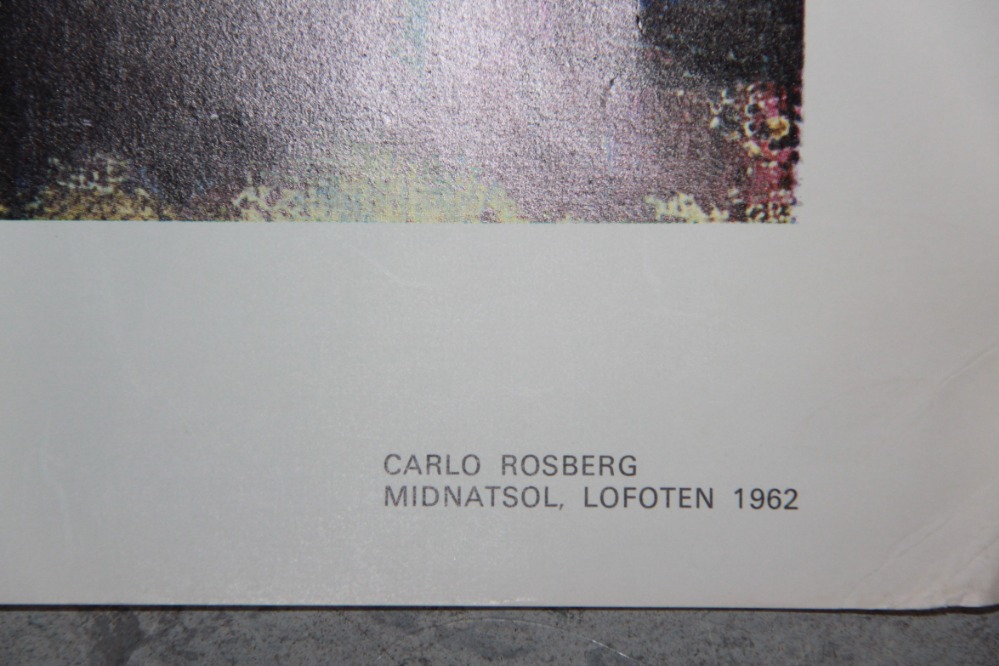 CARLO ROSBERG
MIDNATSOL, LOFOTEN 1962